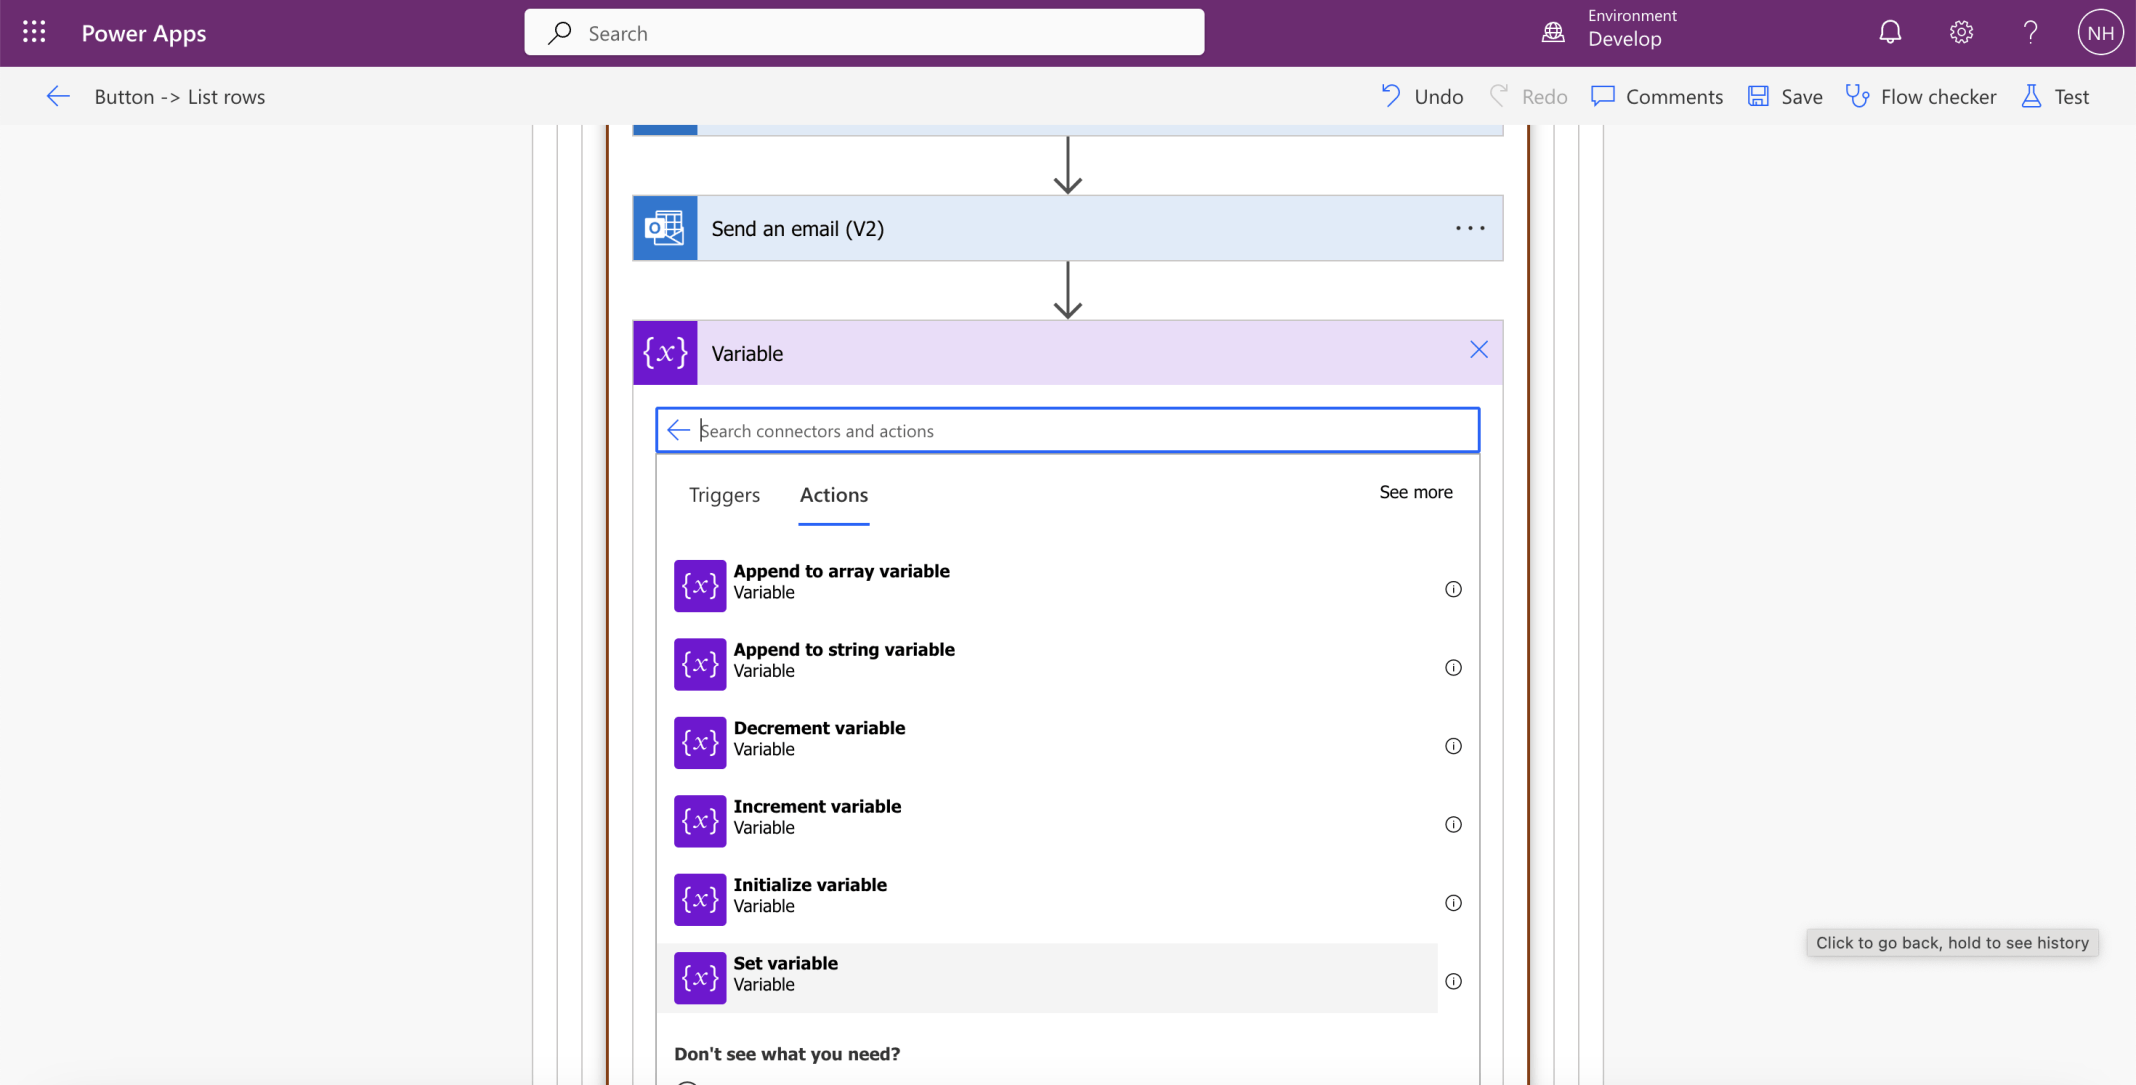 Power Apps
Search
Environment
Develop
NH
Button -> List rows
Undo
Redo
Comments
Save
Flow checker
Test
Send an email (V2)
{x}
Variable
Search connectors and actions
Triggers
Actions
See more
{x}
Append to array variable
Variable
{x}
Append to string variable
Variable
{x}
Decrement variable
Variable
{x}
Increment variable
Variable
{x}
Initialize variable
Variable
{x}
Set variable
Variable
Click to go back, hold to see history
Don't see what you need?